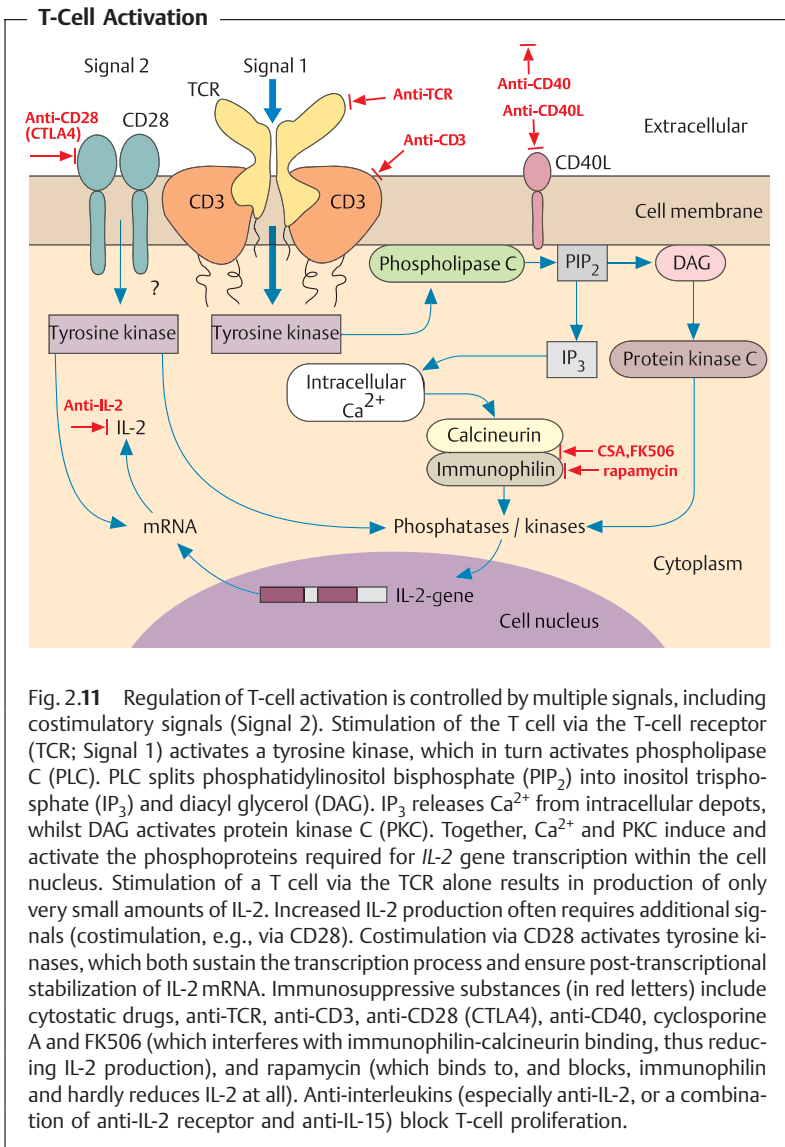 T-Cell Activation
Signal 2
Signal 1
TCR
Anti-CD40
Anti-TCR
Anti-CD28
(CTLA4)
CD28
Anti-CD40L
Extracellular
Anti-CD3
CD40L
CD3
CD3
Cell membrane
Phospholipase C
PIP2
DAG
?
Tyrosine kinase
Tyrosine kinase
IP3
Protein kinase C
Intracellular
Ca2+
Anti-IL-2
IL-2
Calcineurin
CSA,FK506
Immunophilin
rapamycin
mRNA
Phosphatases / kinases
Cytoplasm
IL-2-gene
Cell nucleus
Fig. 2.11 Regulation of T-cell activation is controlled by multiple signals, including
costimulatory signals (Signal 2). Stimulation of the T cell via the T-cell receptor
(TCR; Signal 1) activates a tyrosine kinase, which in turn activates phospholipase
C (PLC). PLC splits phosphatidylinositol bisphosphate (PIP2) into inositol trispho-
sphate (IP3) and diacyl glycerol (DAG). IP3 releases Ca2+ from intracellular depots,
whilst DAG activates protein kinase C (PKC). Together, Ca2+ and PKC induce and
activate the phosphoproteins required for IL-2 gene transcription within the cell
nucleus. Stimulation of a T cell via the TCR alone results in production of only
very small amounts of IL-2. Increased IL-2 production often requires additional sig-
nals (costimulation, e.g., via CD28). Costimulation via CD28 activates tyrosine ki-
nases, which both sustain the transcription process and ensure post-transcriptional
stabilization of IL-2 mRNA. Immunosuppressive substances (in red letters) include
cytostatic drugs, anti-TCR, anti-CD3, anti-CD28 (CTLA4), anti-CD40, cyclosporine
A and FK506 (which interferes with immunophilin-calcineurin binding, thus reduc-
ing IL-2 production), and rapamycin (which binds to, and blocks, immunophilin
and hardly reduces IL-2 at all). Anti-interleukins (especially anti-IL-2, or a combina-
tion of anti-IL-2 receptor and anti-IL-15) block T-cell proliferation.